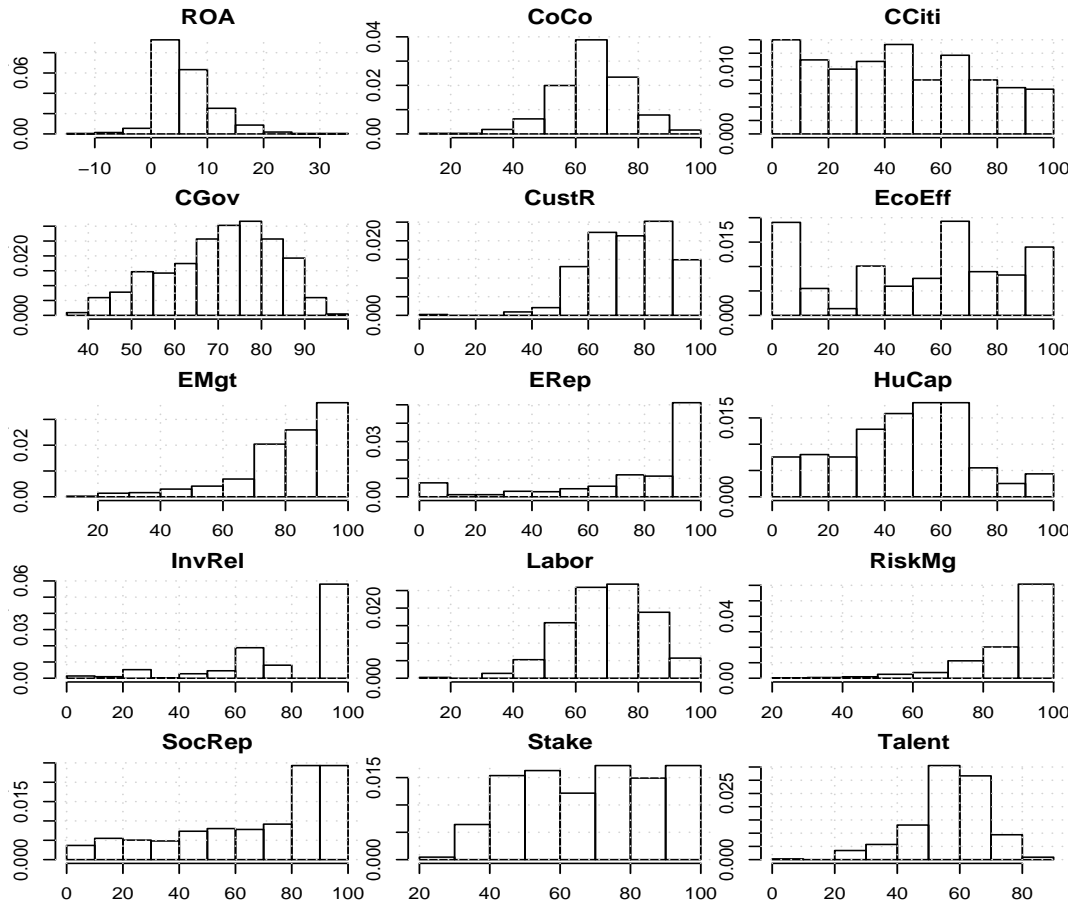 ROA CoCo CCiti
0.00 0.06
−10 0 10 20 30
0.00 0.02 0.04
20 40 60 80 100
0.000 0.010
0 20 40 60 80 100
CGov CustR EcoEff
0.000 0.020
40 50 60 70 80 90
0.000 0.020
0 20 40 60 80 100
0.000 0.015
0 20 40 60 80 100
EMgt ERep HuCap
0.00 0.02
20 40 60 80 100
0.00 0.03
0 20 40 60 80 100
0.000 0.015
0 20 40 60 80 100
InvRel Labor RiskMg
0.00 0.03 0.06
0 20 40 60 80 100
0.000 0.020
20 40 60 80 100
0.00 0.04
20 40 60 80 100
SocRep Stake Talent
0.000 0.015
0 20 40 60 80 100
0.000 0.015
20 30 40 50 60 70 80 90 100
0.000 0.025
0 20 40 60 80